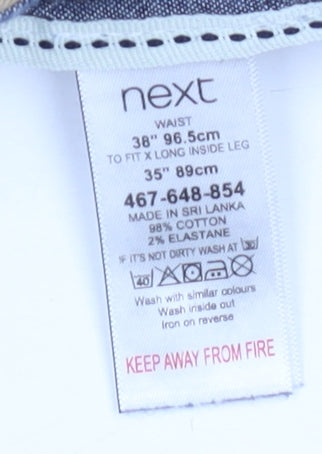 next
WAIST
38" 96.5cm
TO FIT X LONG INSIDE LEG
35" 89cm
467-648-854
MADE IN SRI LANKA
98% COTTON
2% ELASTANE
IF IT'S NOT DIRTY WASH AT 30
40
Wash with similar colours
Wash inside out
Iron on reverse
KEEP AWAY FROM FIRE